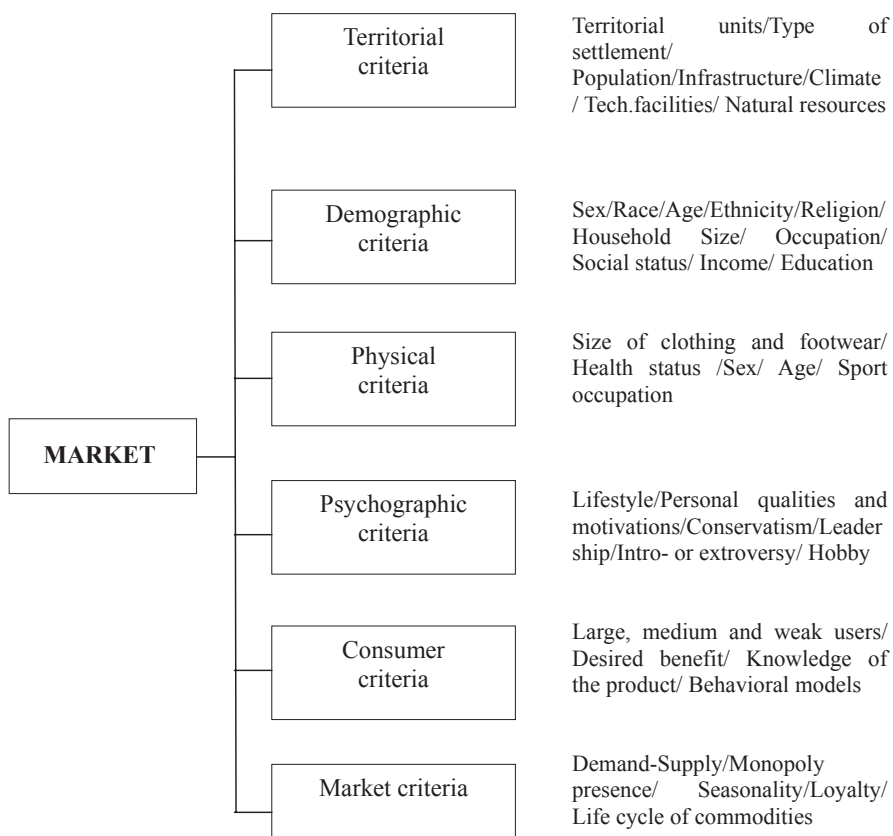 Territorial
criteria
Territorial units/Type of
settlement/
Population/Infrastructure/Climate
/ Tech.facilities/ Natural resources
Demographic
criteria
Sex/Race/Age/Ethnicity/Religion/
Household Size/ Occupation/
Social status/ Income/ Education
Physical
criteria
Size of clothing and footwear/
Health status /Sex/ Age/ Sport
occupation
MARKET
Psychographic
criteria
Lifestyle/Personal qualities and
motivations/Conservatism/Leader
ship/Intro- or extroversy/ Hobby
Consumer
criteria
Large, medium and weak users/
Desired benefit/ Knowledge of
the product/ Behavioral models
Market criteria
Demand-Supply/Monopoly
presence/ Seasonality/Loyalty/
Life cycle of commodities